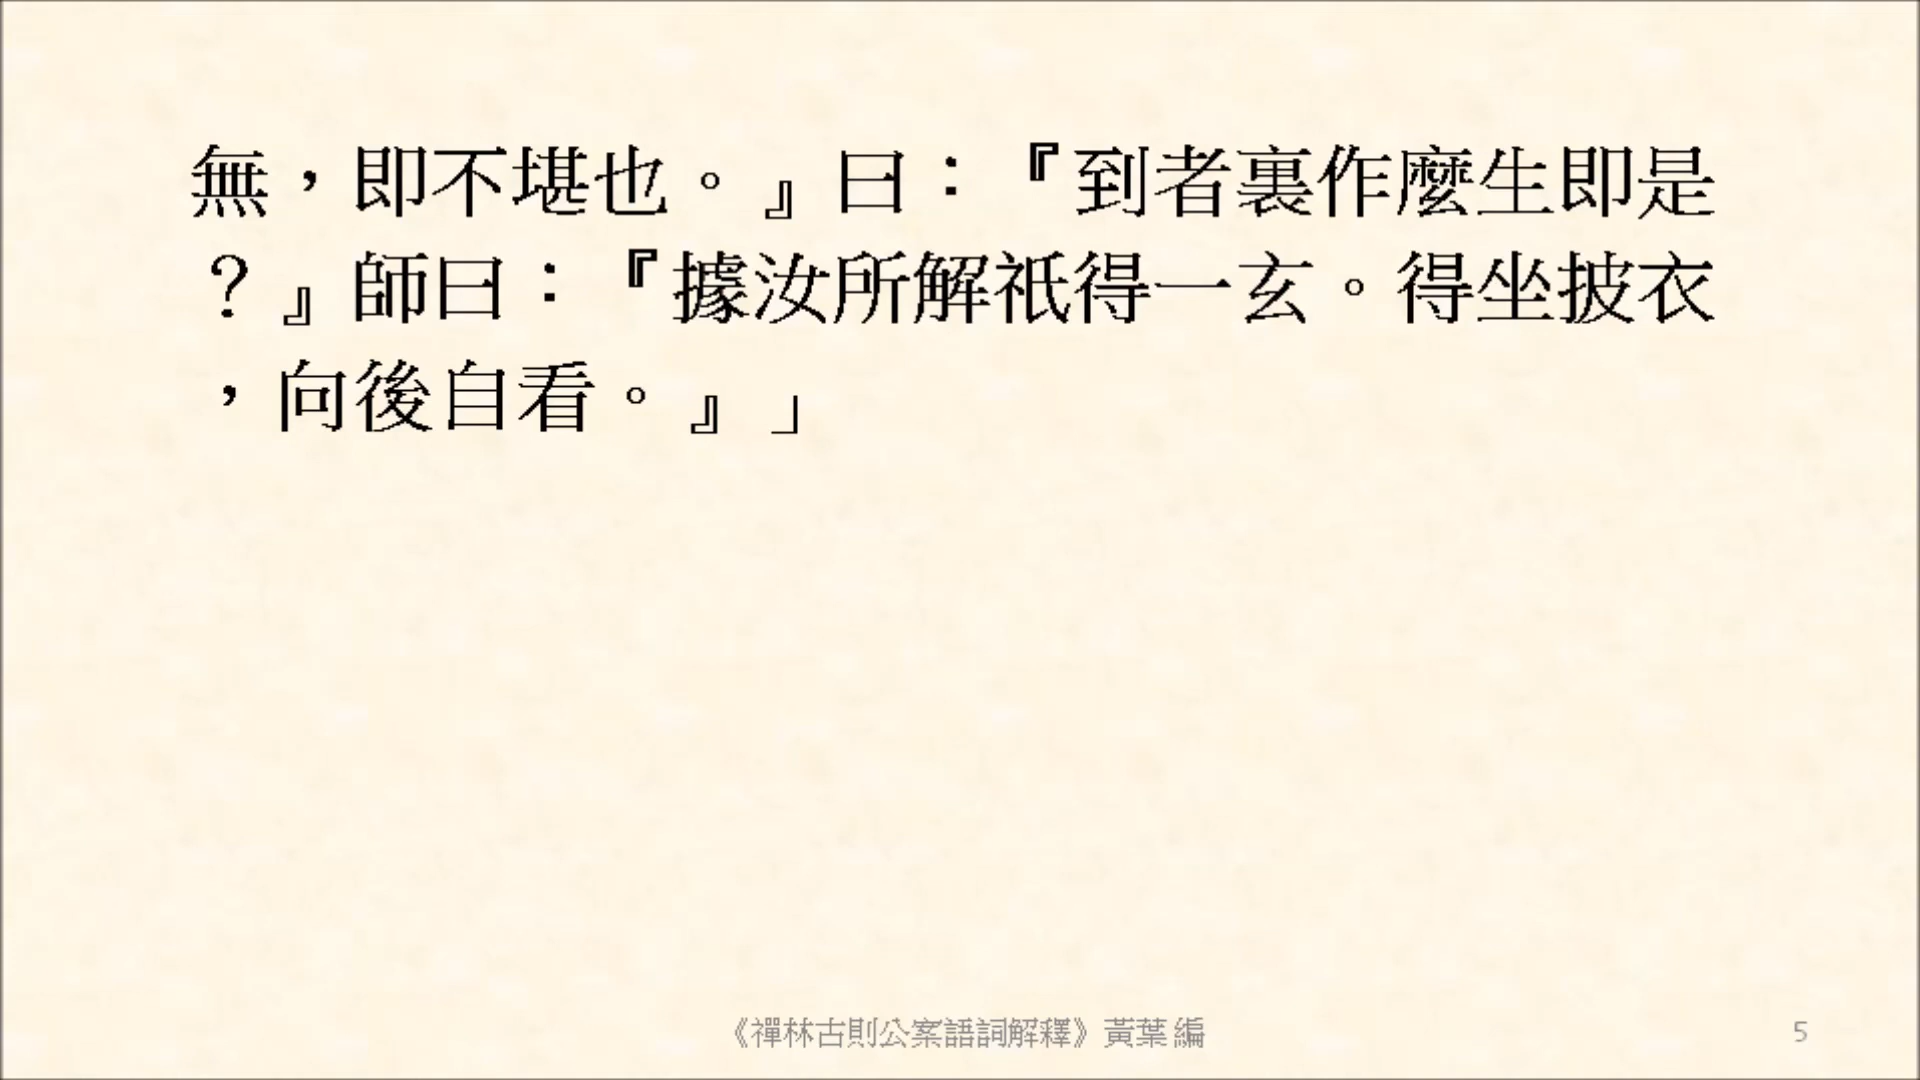 無，即不堪也。』曰：『到者裏作麼生即是
？』師曰：『據汝所解祇得一玄。得坐披衣
，向後自看。』」
《禪林古則公案語詞解釋》黃葉 編
5